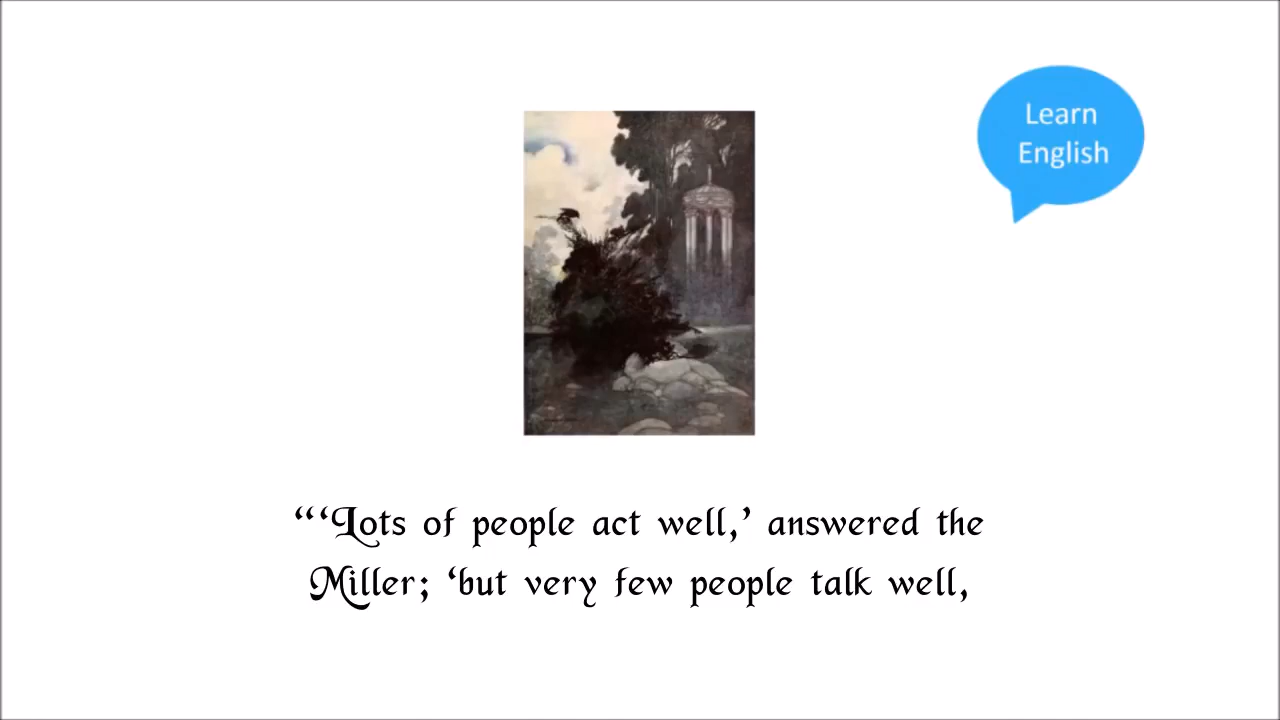 Learn
English
“‘Lots of people act well,’ answered the
Miller; ‘but very few people talk well,